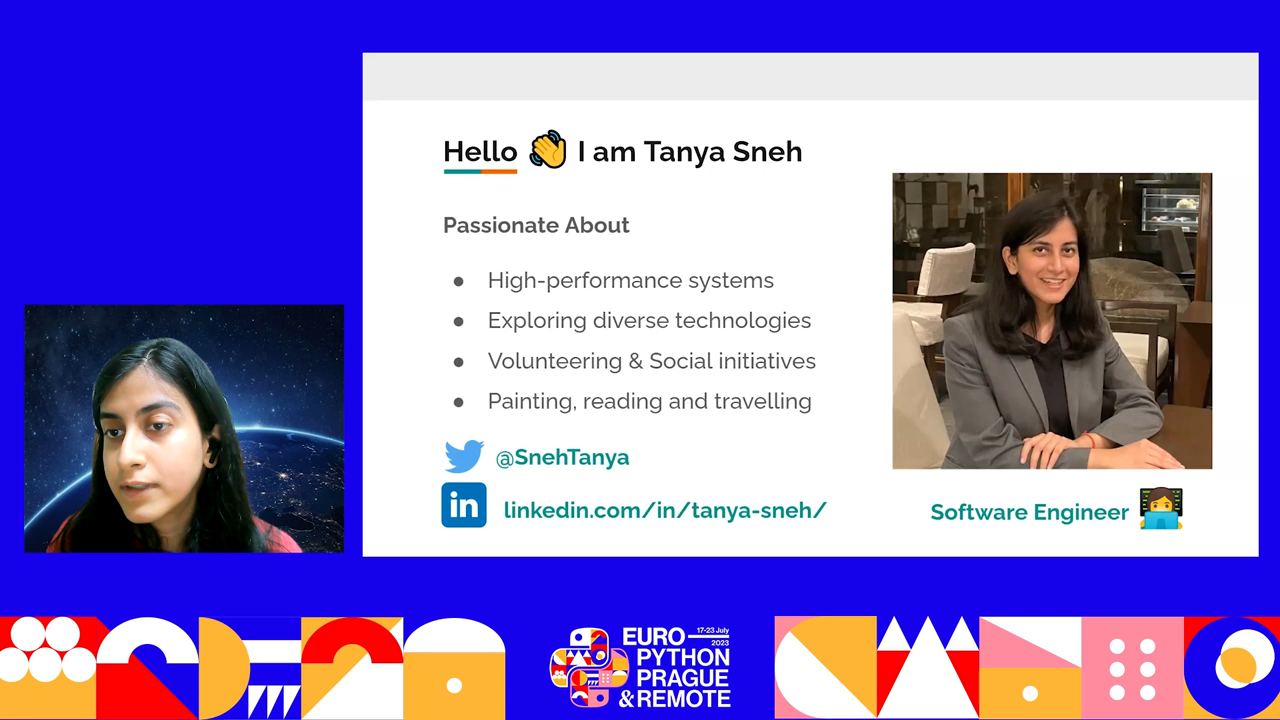 Hello 👋 I am Tanya Sneh
Passionate About
● High-performance systems
● Exploring diverse technologies
● Volunteering & Social initiatives
● Painting, reading and travelling
@SnehTanya
in linkedin.com/in/tanya-sneh/
Software Engineer
17-23 July
2023
EURO
PYTHON
PRAGUE
&REMOTE